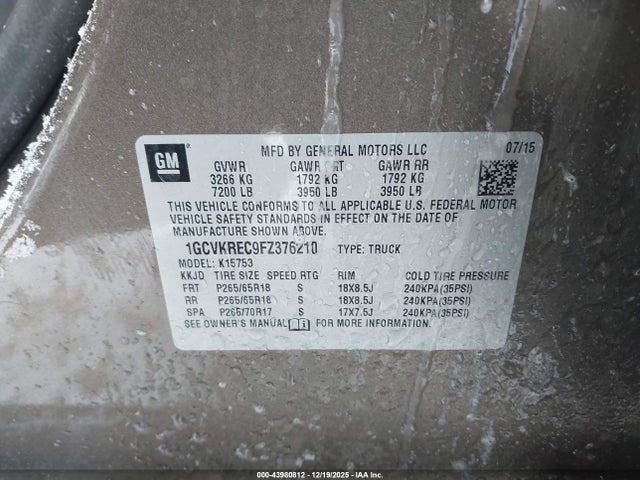 GM
MFD BY GENERAL MOTORS LLC 07/15
GVWR GAWR FRT GAWR RR
3266 KG 1792 KG 1792 KG
7200 LB 3950 LB 3950 LB
THIS VEHICLE CONFORMS TO ALL APPLICABLE U.S. FEDERAL MOTOR
VEHICLE SAFETY STANDARDS IN EFFECT ON THE DATE OF
MANUFACTURE SHOWN ABOVE.
1GCVKREC9FZ376210 TYPE: TRUCK
MODEL: K15753
KKJD TIRE SIZE SPEED RTG RIM COLD TIRE PRESSURE
FRT P265/65R18 S 18X8.5J 240KPA(35PSI)
RR P265/65R18 S 18X8.5J 240KPA(35PSI)
SPA P265/70R17 S 17X7.5J 240KPA(35PSI)
SEE OWNER'S MANUAL FOR MORE INFORMATION.
000-43980812 - 12/19/2025 - IAA Inc.